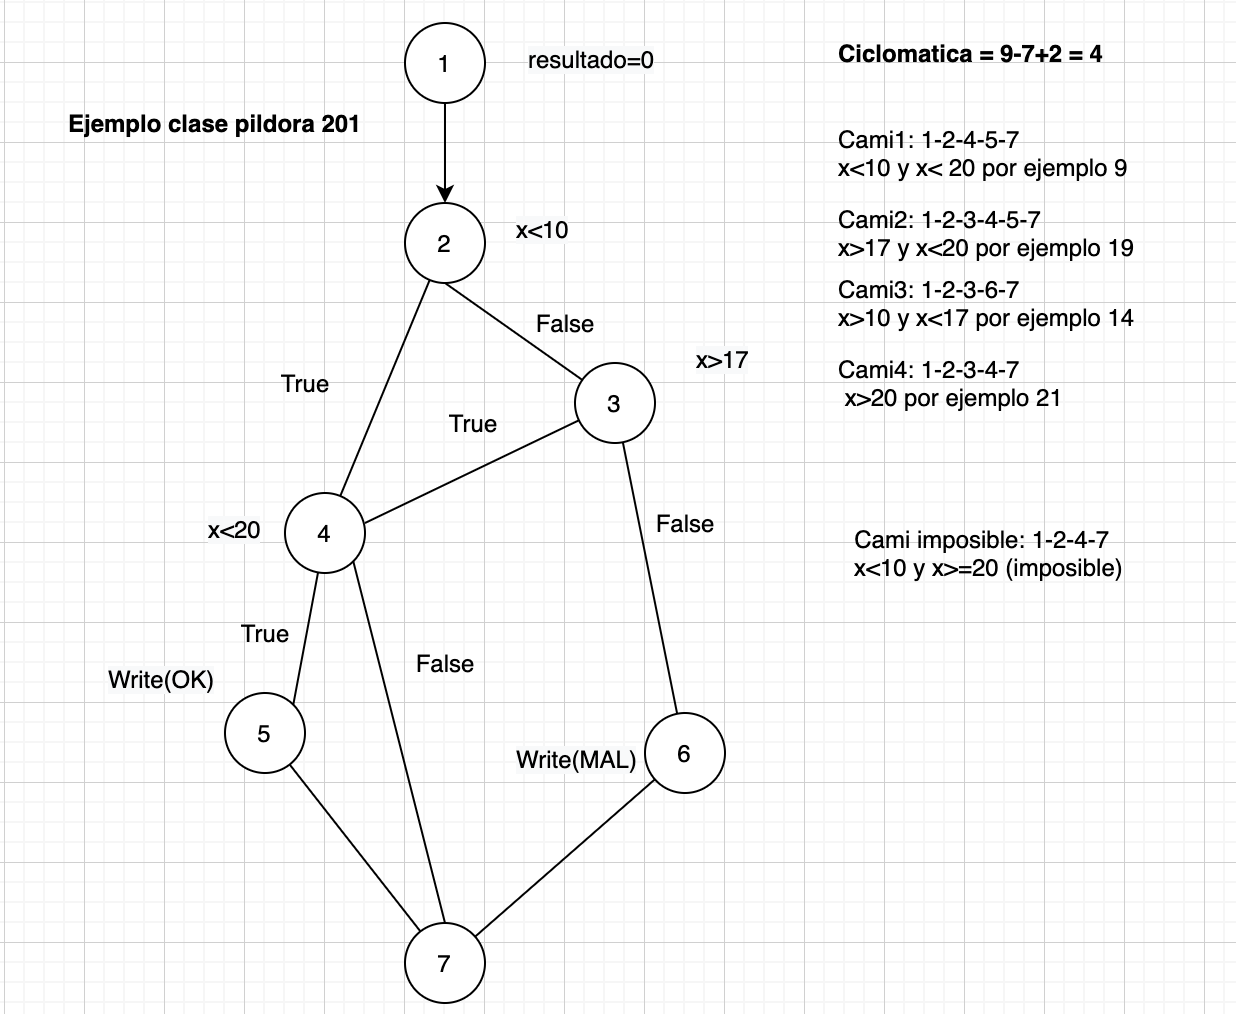 1
resultado=0
Ciclomatica = 9-7+2 = 4
Ejemplo clase pildora 201
Cami1: 1-2-4-5-7
x<10 y x< 20 por ejemplo 9
2
x<10
Cami2: 1-2-3-4-5-7
x>17 y x<20 por ejemplo 19
Cami3: 1-2-3-6-7
x>10 y x<17 por ejemplo 14
False
x>17
Cami4: 1-2-3-4-7
x>20 por ejemplo 21
True
3
True
x<20
4
False
Cami imposible: 1-2-4-7
x<10 y x>=20 (imposible)
True
False
Write(OK)
5
Write(MAL)
6
7